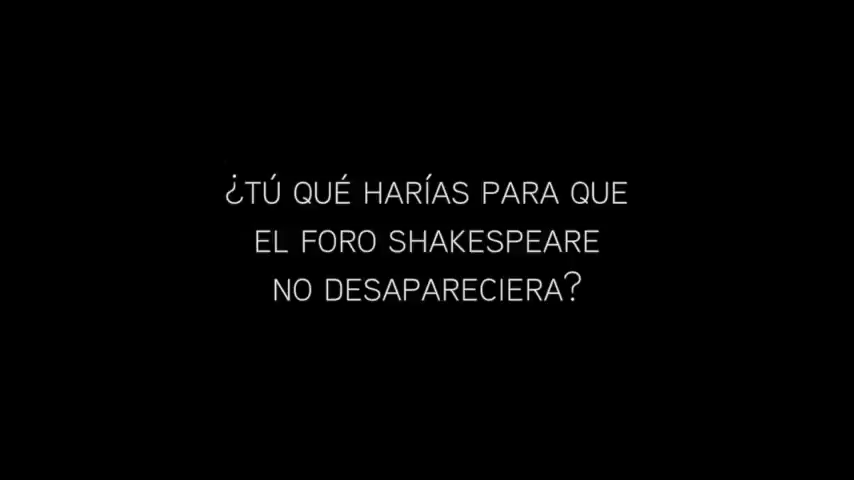 ¿TÚ QUÉ HARÍAS PARA QUE
EL FORO SHAKESPEARE
NO DESAPARECIERA?